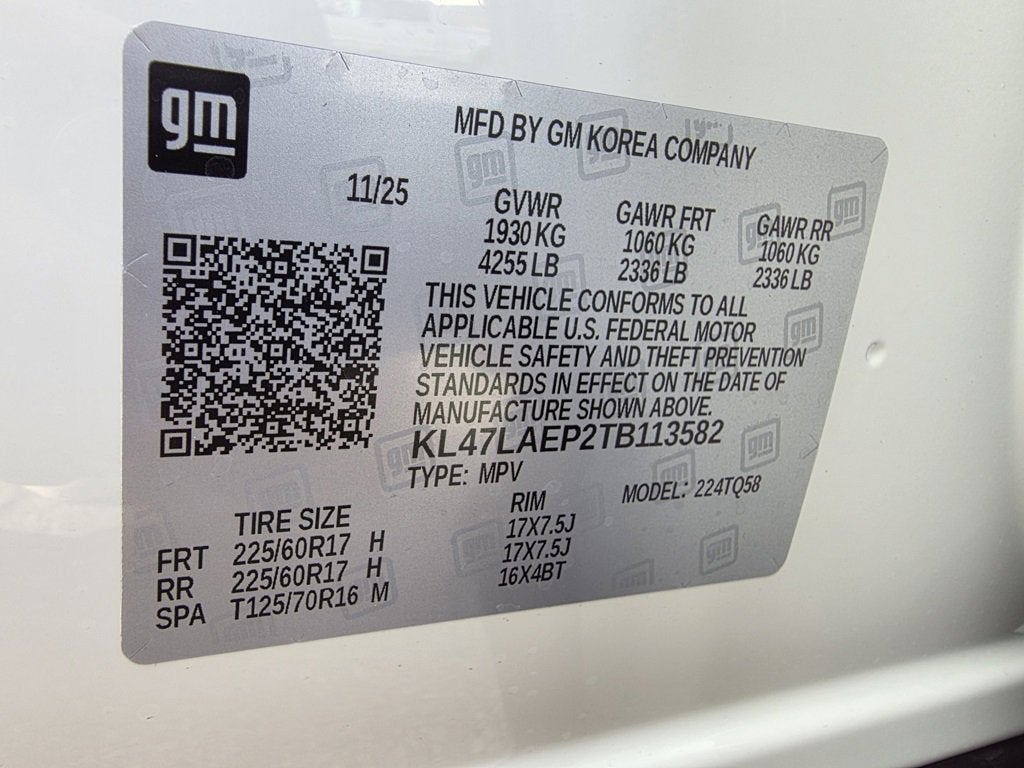 gm
MFD BY GM KOREA COMPANY
11/25
GVWR GAWR FRT GAWR RR
1930 KG 1060 KG 1060 KG
4255 LB 2336 LB 2336 LB
THIS VEHICLE CONFORMS TO ALL
APPLICABLE U.S. FEDERAL MOTOR
VEHICLE SAFETY AND THEFT PREVENTION
STANDARDS IN EFFECT ON THE DATE OF
MANUFACTURE SHOWN ABOVE.
KL47LAEP2TB113582
TYPE: MPV
MODEL: 224TQ58
TIRE SIZE RIM
FRT 225/60R17 H 17X7.5J
RR 225/60R17 H 17X7.5J
SPA T125/70R16 M 16X4BT